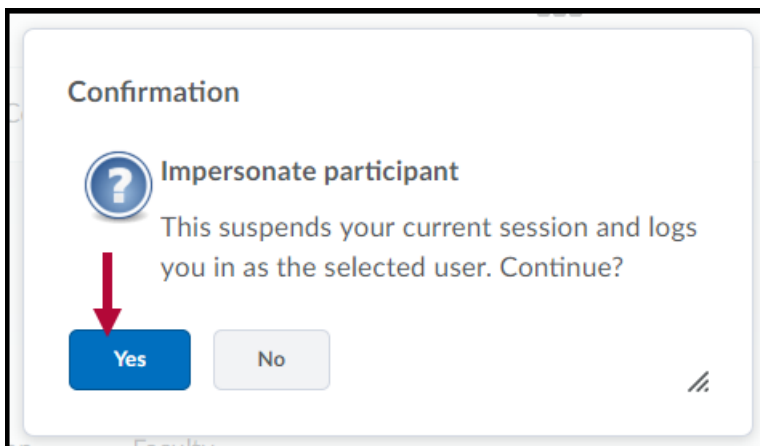 Confirmation
Impersonate participant
This suspends your current session and logs
you in as the selected user. Continue?
Yes
No
Faculty